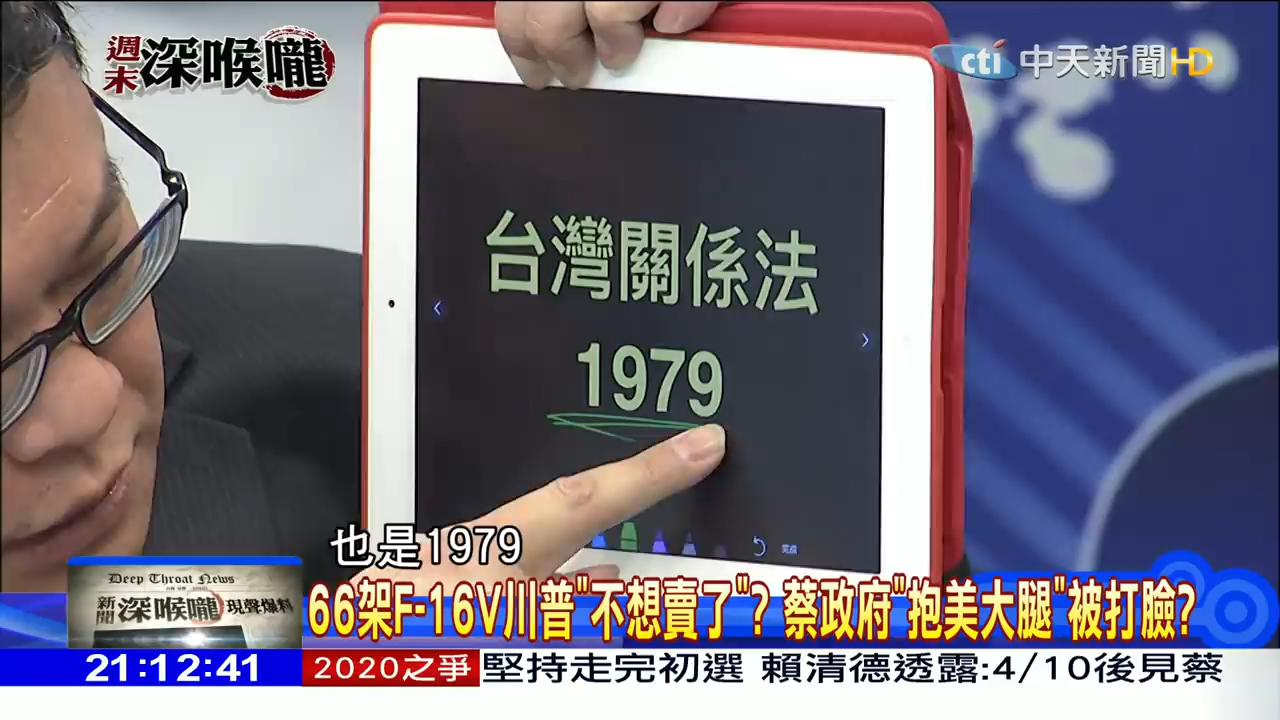 週末深喉嚨
cti 中天新聞HD
台灣關係法
1979
完成
也是1979
Deep Throat News
新聞深喉嚨 現聲爆料
66架F-16V川普"不想賣了"? 蔡政府"抱美大腿"被打臉?
21:12:41 2020之爭 堅持走完初選 賴清德透露:4/10後見蔡